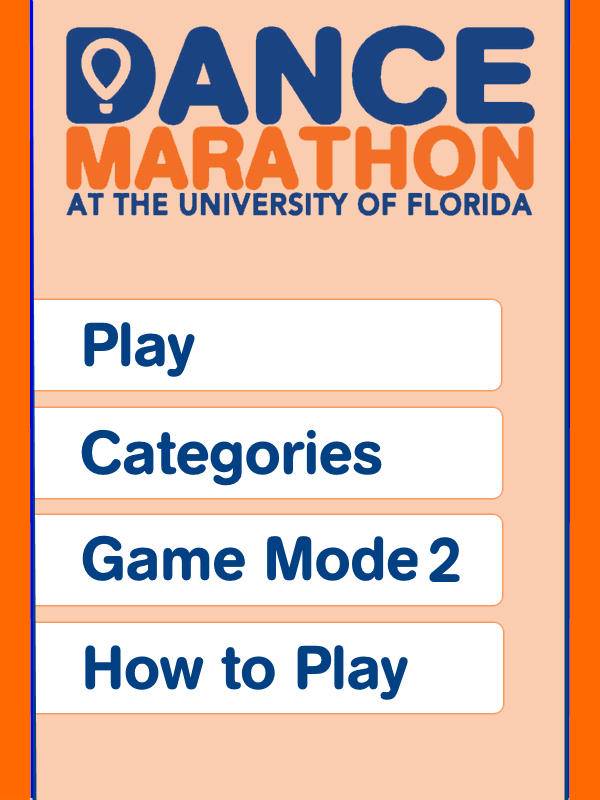 DANCE
MARATHON
AT THE UNIVERSITY OF FLORIDA
Play
Categories
Game Mode 2
How to Play